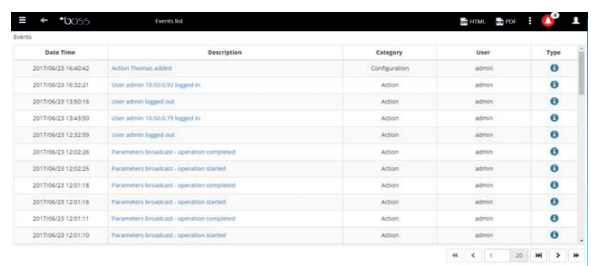 boss Events list HTML PDF 4
Events
Date Time Description Category User Type
2017/06/23 16:40:42 Action Thomas added Configuration admin
2017/06/23 16:32:21 User admin 10.50.0.92 logged in Action admin
2017/06/23 13:50:16 User admin logged out Action admin
2017/06/23 13:43:50 User admin 10.50.0.79 logged in Action admin
2017/06/23 12:32:59 User admin logged out Action admin
2017/06/23 12:02:26 Parameters broadcast - operation completed Action admin
2017/06/23 12:02:25 Parameters broadcast - operation started Action admin
2017/06/23 12:01:18 Parameters broadcast - operation completed Action admin
2017/06/23 12:01:16 Parameters broadcast - operation started Action admin
2017/06/23 12:01:11 Parameters broadcast - operation completed Action admin
2017/06/23 12:01:10 Parameters broadcast - operation started Action admin
1 20